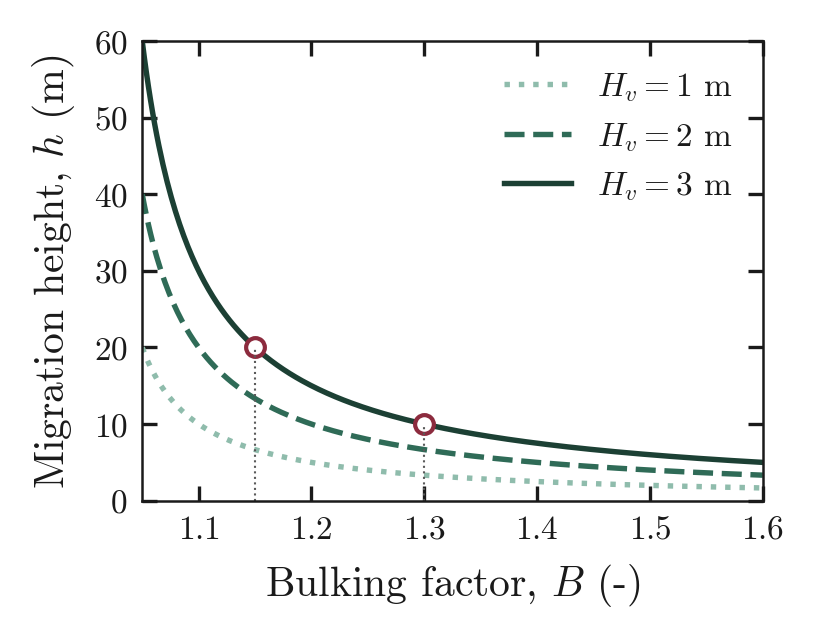 Migration height, h (m)
60
50
40
30
20
10
0
H_v = 1 m
H_v = 2 m
H_v = 3 m
1.1 1.2 1.3 1.4 1.5 1.6
Bulking factor, B (-)